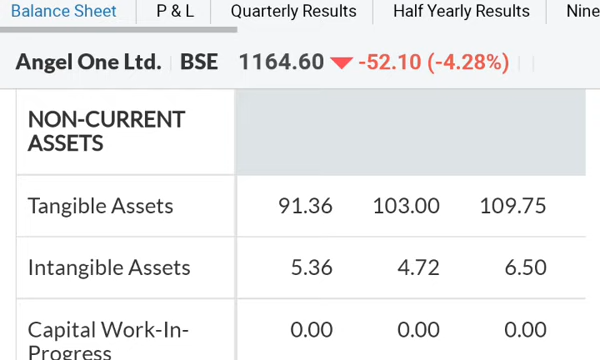 Balance Sheet P & L Quarterly Results Half Yearly Results Nine
Angel One Ltd. BSE 1164.60 -52.10 (-4.28%)
NON-CURRENT
ASSETS
Tangible Assets 91.36 103.00 109.75
Intangible Assets 5.36 4.72 6.50
Capital Work-In- 0.00 0.00 0.00
Progress